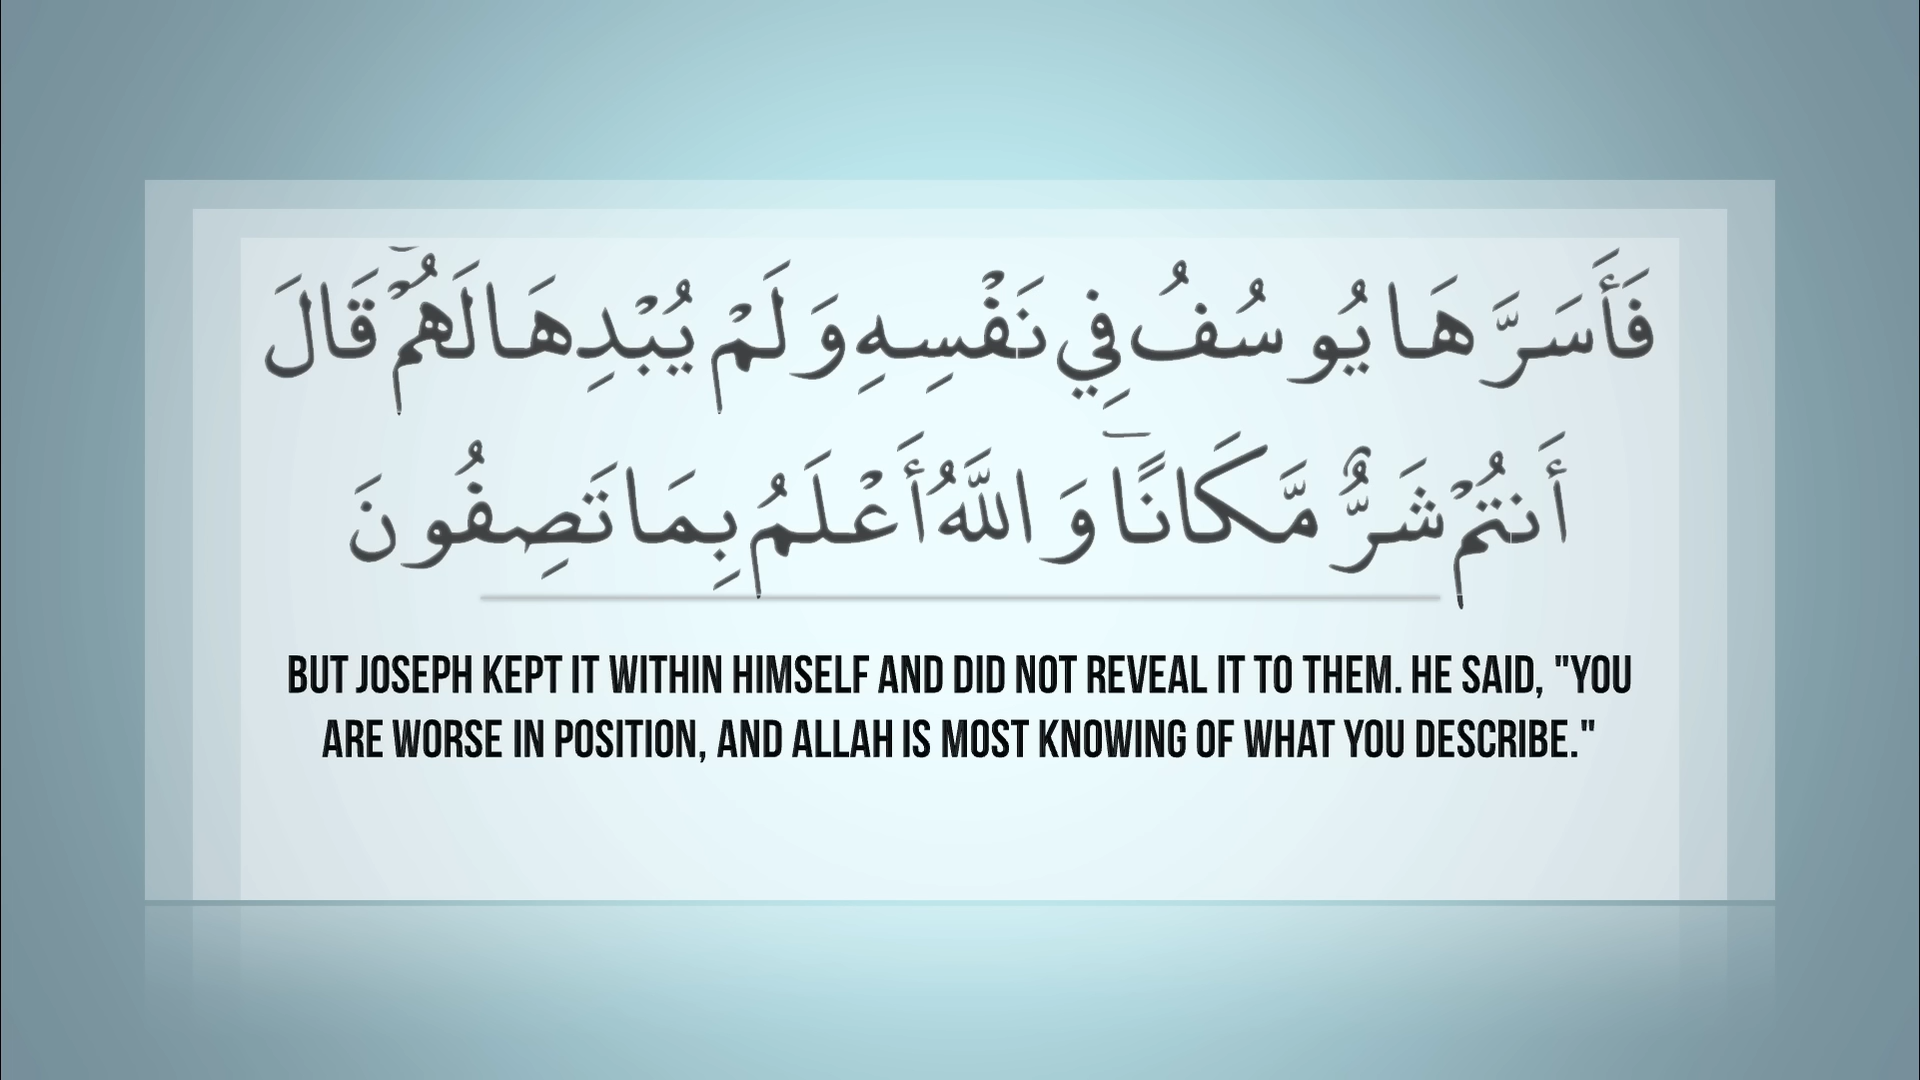 فَأَسَرَّهَا يُوسُفُ فِي نَفْسِهِ وَلَمْ يُبْدِهَا لَهُمْ ۚ قَالَ
أَنتُمْ شَرٌّ مَّكَانًا ۖ وَاللَّهُ أَعْلَمُ بِمَا تَصِفُونَ
BUT JOSEPH KEPT IT WITHIN HIMSELF AND DID NOT REVEAL IT TO THEM. HE SAID, "YOU
ARE WORSE IN POSITION, AND ALLAH IS MOST KNOWING OF WHAT YOU DESCRIBE."